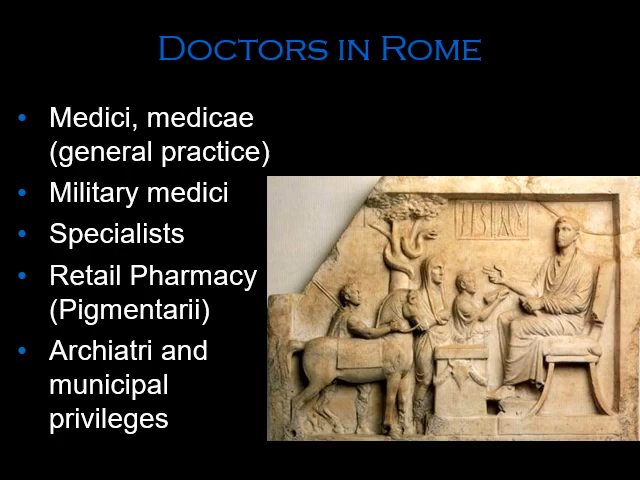 Doctors in Rome
• Medici, medicae
(general practice)
• Military medici
• Specialists
• Retail Pharmacy
(Pigmentarii)
• Archiatri and
municipal
privileges